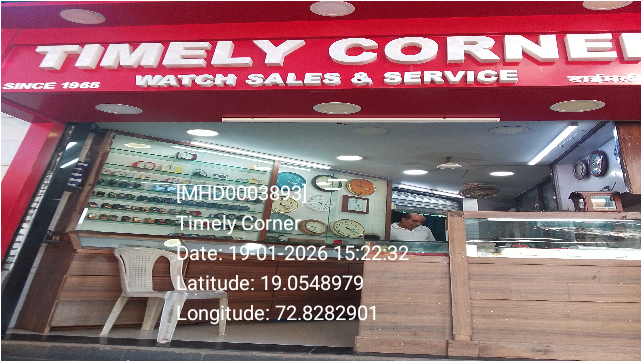 TIMELY CORNER
SINCE 1965
WATCH SALES & SERVICE
[MHD0003893]
Timely Corner
Date: 19-01-2026 15:22:32
Latitude: 19.0548979
Longitude: 72.8282901